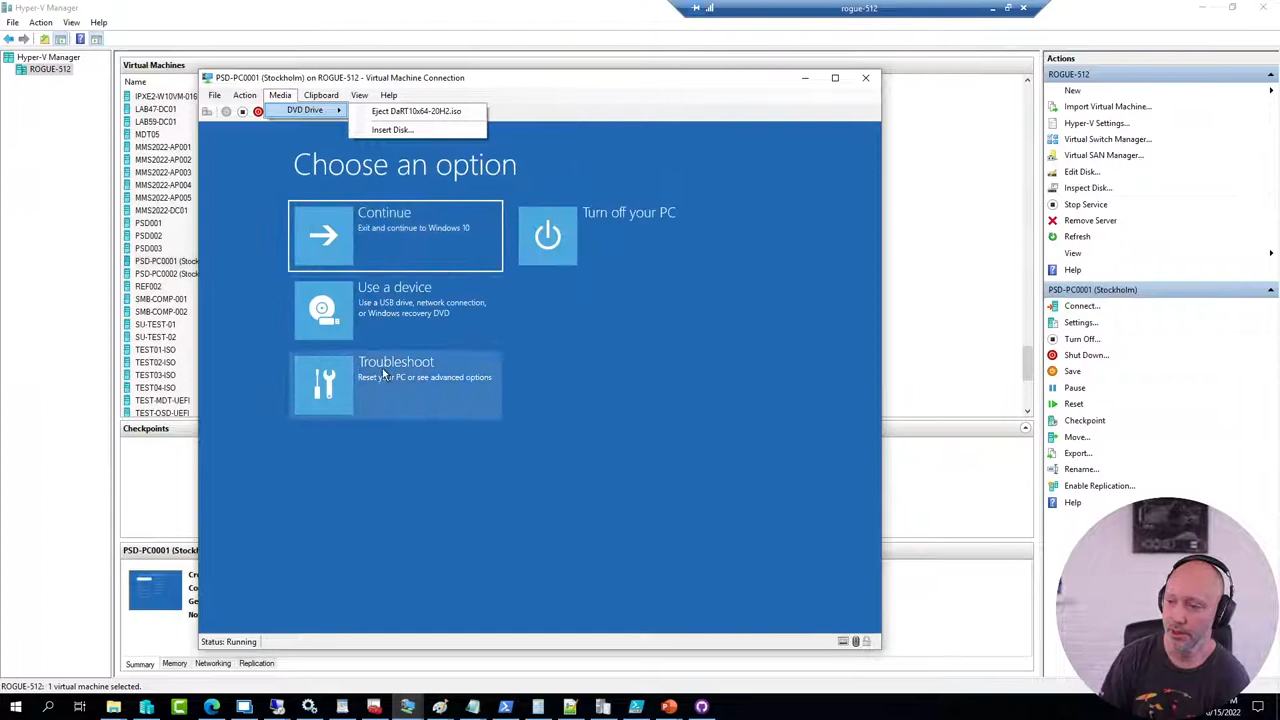 Hyper-V Manager
File Action View Help
rogue-512
Hyper-V Manager
ROGUE-512
Virtual Machines
Name
IPXE2-W10VM-016
LAB47-DC01
LAB59-DC01
MDT05
MMS2022-AP001
MMS2022-AP002
MMS2022-AP003
MMS2022-AP004
MMS2022-AP005
MMS2022-DC01
PSD001
PSD002
PSD003
PSD-PC0001 (Stock
PSD-PC0002 (Stock
REF002
SMB-COMP-001
SMB-COMP-002
SU-TEST-01
SU-TEST-02
TEST01-ISO
TEST02-ISO
TEST03-ISO
TEST04-ISO
TEST-MDT-UEFI
TEST-OSD-UEFI
Checkpoints
PSD-PC0001 (Stockh
Cre
Co
Ge
No
Summary Memory Networking Replication
ROGUE-512: 1 virtual machine selected.
PSD-PC0001 (Stockholm) on ROGUE-512 - Virtual Machine Connection
File Action Media Clipboard View Help
DVD Drive
Eject DaRT10x64-20H2.iso
Insert Disk...
Choose an option
Continue
Exit and continue to Windows 10
Turn off your PC
Use a device
Use a USB drive, network connection,
or Windows recovery DVD
Troubleshoot
Reset your PC or see advanced options
Status: Running
Actions
ROGUE-512
New
Import Virtual Machine...
Hyper-V Settings...
Virtual Switch Manager...
Virtual SAN Manager...
Edit Disk...
Inspect Disk...
Stop Service
Remove Server
Refresh
View
Help
PSD-PC0001 (Stockholm)
Connect...
Settings...
Turn Off...
Shut Down...
Save
Pause
Reset
Checkpoint
Move...
Export...
Rename...
Enable Replication...
Help
/15/2022